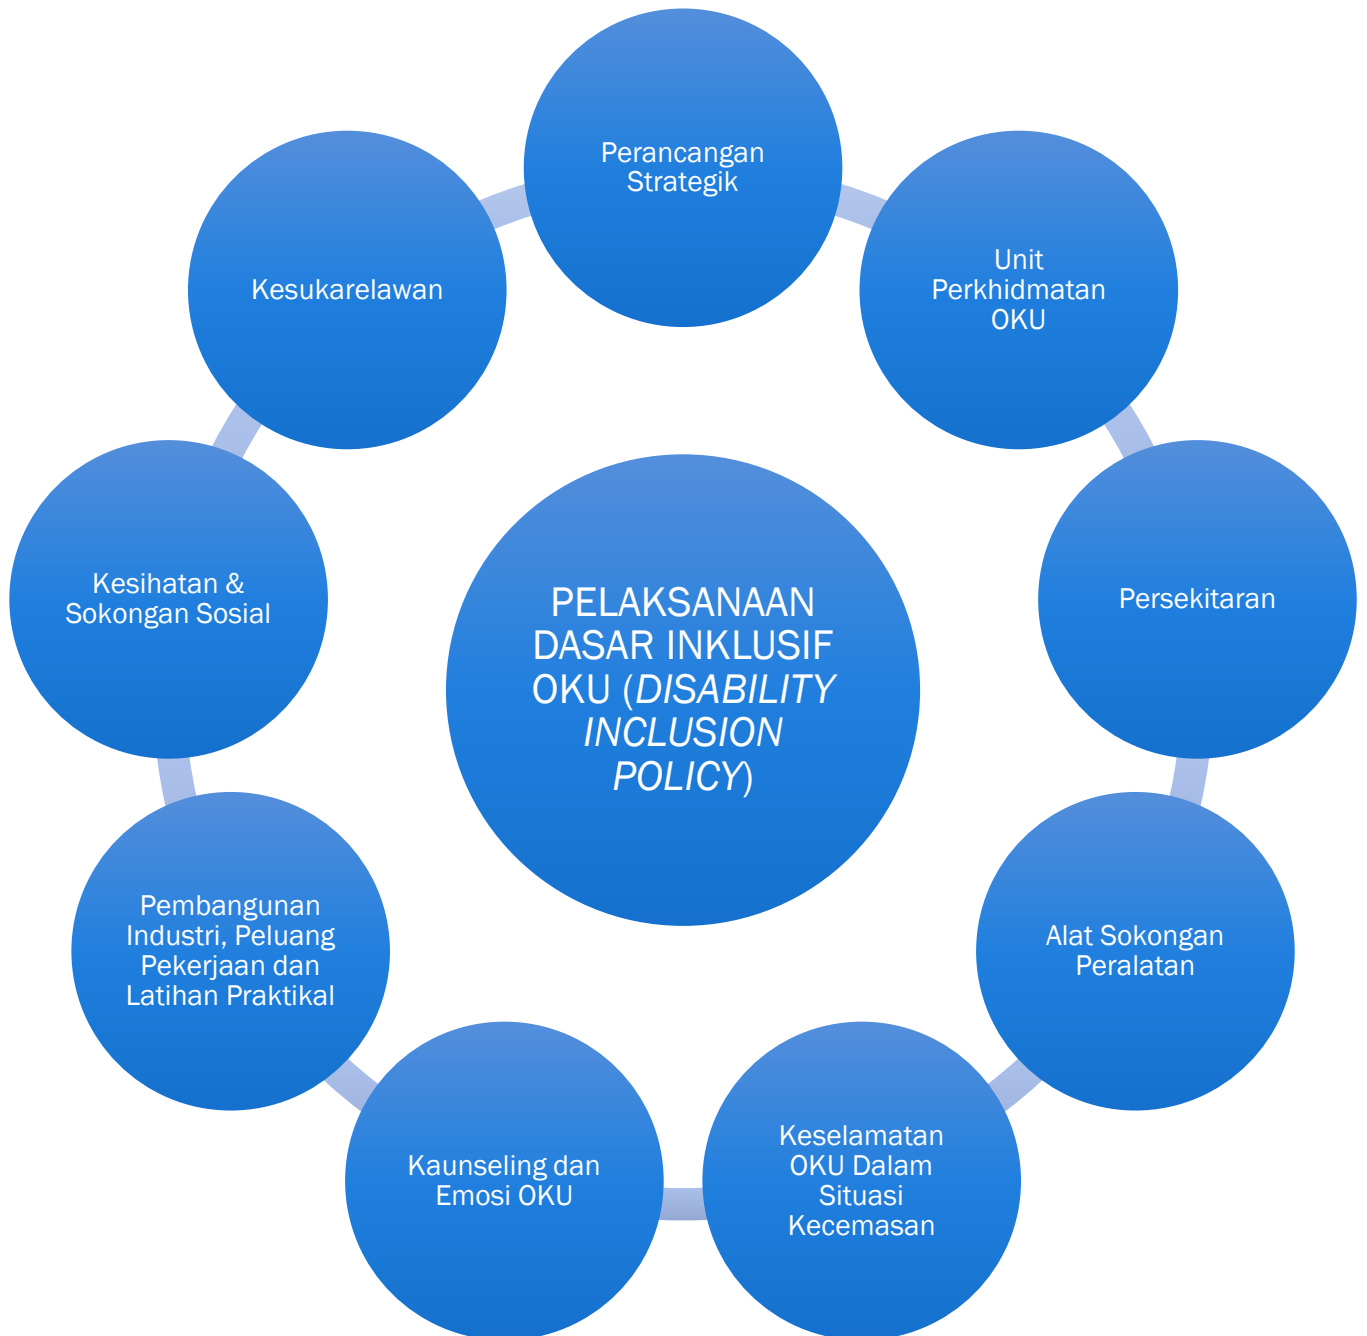 Perancangan
Strategik
Unit
Perkhidmatan
OKU
Persekitaran
Alat Sokongan
Peralatan
Keselamatan
OKU Dalam
Situasi
Kecemasan
Kaunseling dan
Emosi OKU
Pembangunan
Industri, Peluang
Pekerjaan dan
Latihan Praktikal
Kesihatan &
Sokongan Sosial
Kesukarelawan
PELAKSANAAN
DASAR INKLUSIF
OKU (DISABILITY
INCLUSION
POLICY)